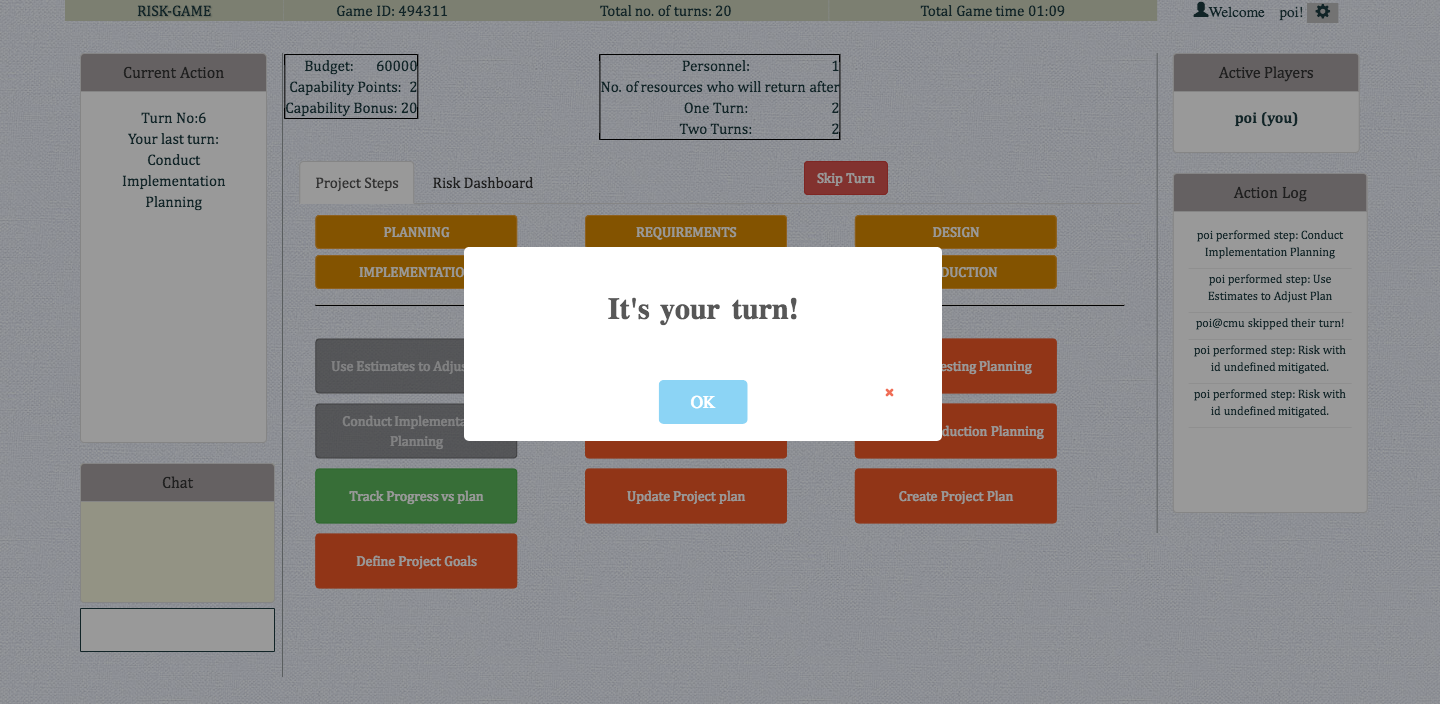 RISK-GAME
Game ID: 494311
Total no. of turns: 20
Total Game time 01:09
Welcome poi!
Current Action
Turn No:6
Your last turn:
Conduct
Implementation
Planning
Budget: 60000
Capability Points: 2
Capability Bonus: 20
Personnel: 1
No. of resources who will return after
One Turn: 2
Two Turns: 2
Project Steps
Risk Dashboard
Skip Turn
PLANNING
REQUIREMENTS
DESIGN
IMPLEMENTATIO
DUCTION
It's your turn!
OK
Use Estimates to Adjus
esting Planning
Conduct Implementa
Planning
duction Planning
Track Progress vs plan
Update Project plan
Create Project Plan
Define Project Goals
Chat
Active Players
poi (you)
Action Log
poi performed step: Conduct
Implementation Planning
poi performed step: Use
Estimates to Adjust Plan
poi@cmu skipped their turn!
poi performed step: Risk with
id undefined mitigated.
poi performed step: Risk with
id undefined mitigated.